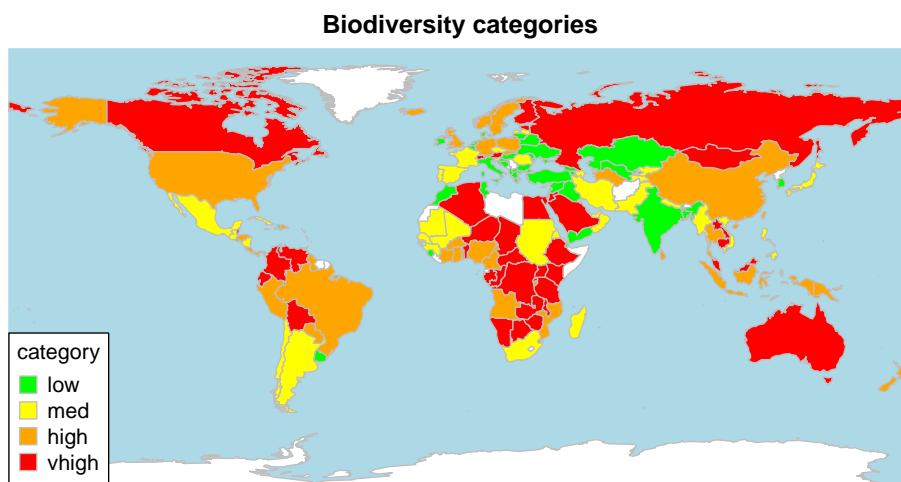 Biodiversity categories
category
low
med
high
vhigh